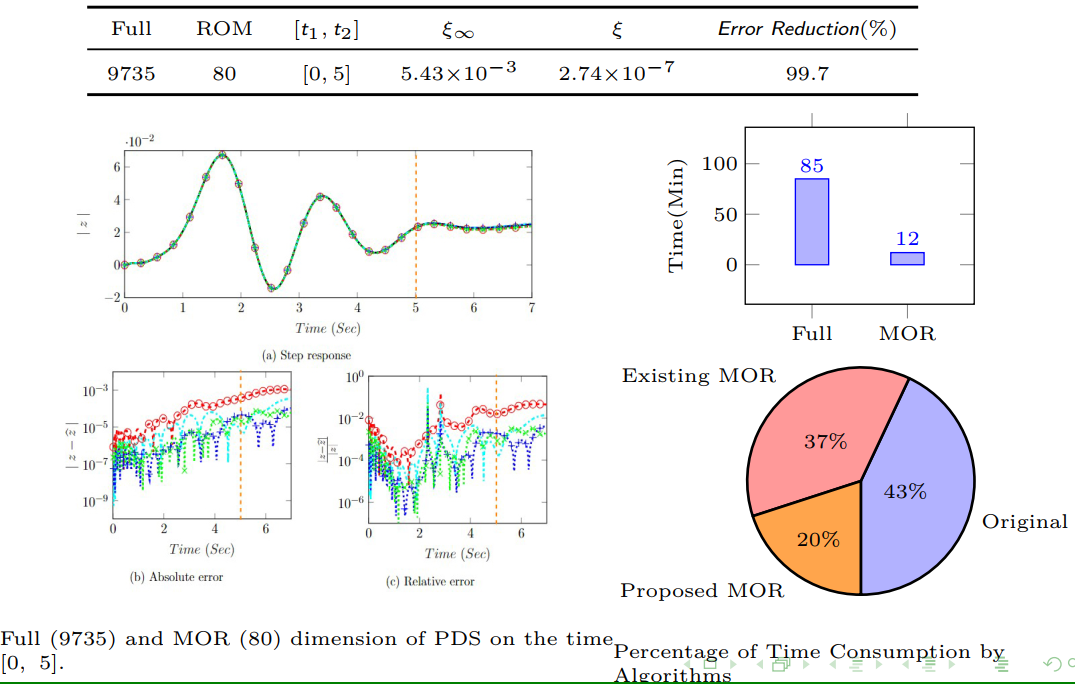 Full ROM [t₁, t₂] ξ∞ ξ Error Reduction(%)
9735 80 [0, 5] 5.43×10⁻³ 2.74×10⁻⁷ 99.7
·10⁻²
6
4
2
0
−2
| z |
0 1 2 3 4 5 6 7
Time (Sec)
(a) Step response
10⁻³
10⁻⁵
10⁻⁷
10⁻⁹
| z − ẑ |
0 2 4 6
Time (Sec)
(b) Absolute error
10⁰
10⁻²
10⁻⁴
10⁻⁶
|z−ẑ|
|z|
0 2 4 6
Time (Sec)
(c) Relative error
Full (9735) and MOR (80) dimension of PDS on the time
[0, 5].
Time(Min)
100
50
0
85
12
Full MOR
Existing MOR
37%
43%
Original
20%
Proposed MOR
Percentage of Time Consumption by
Algorithms